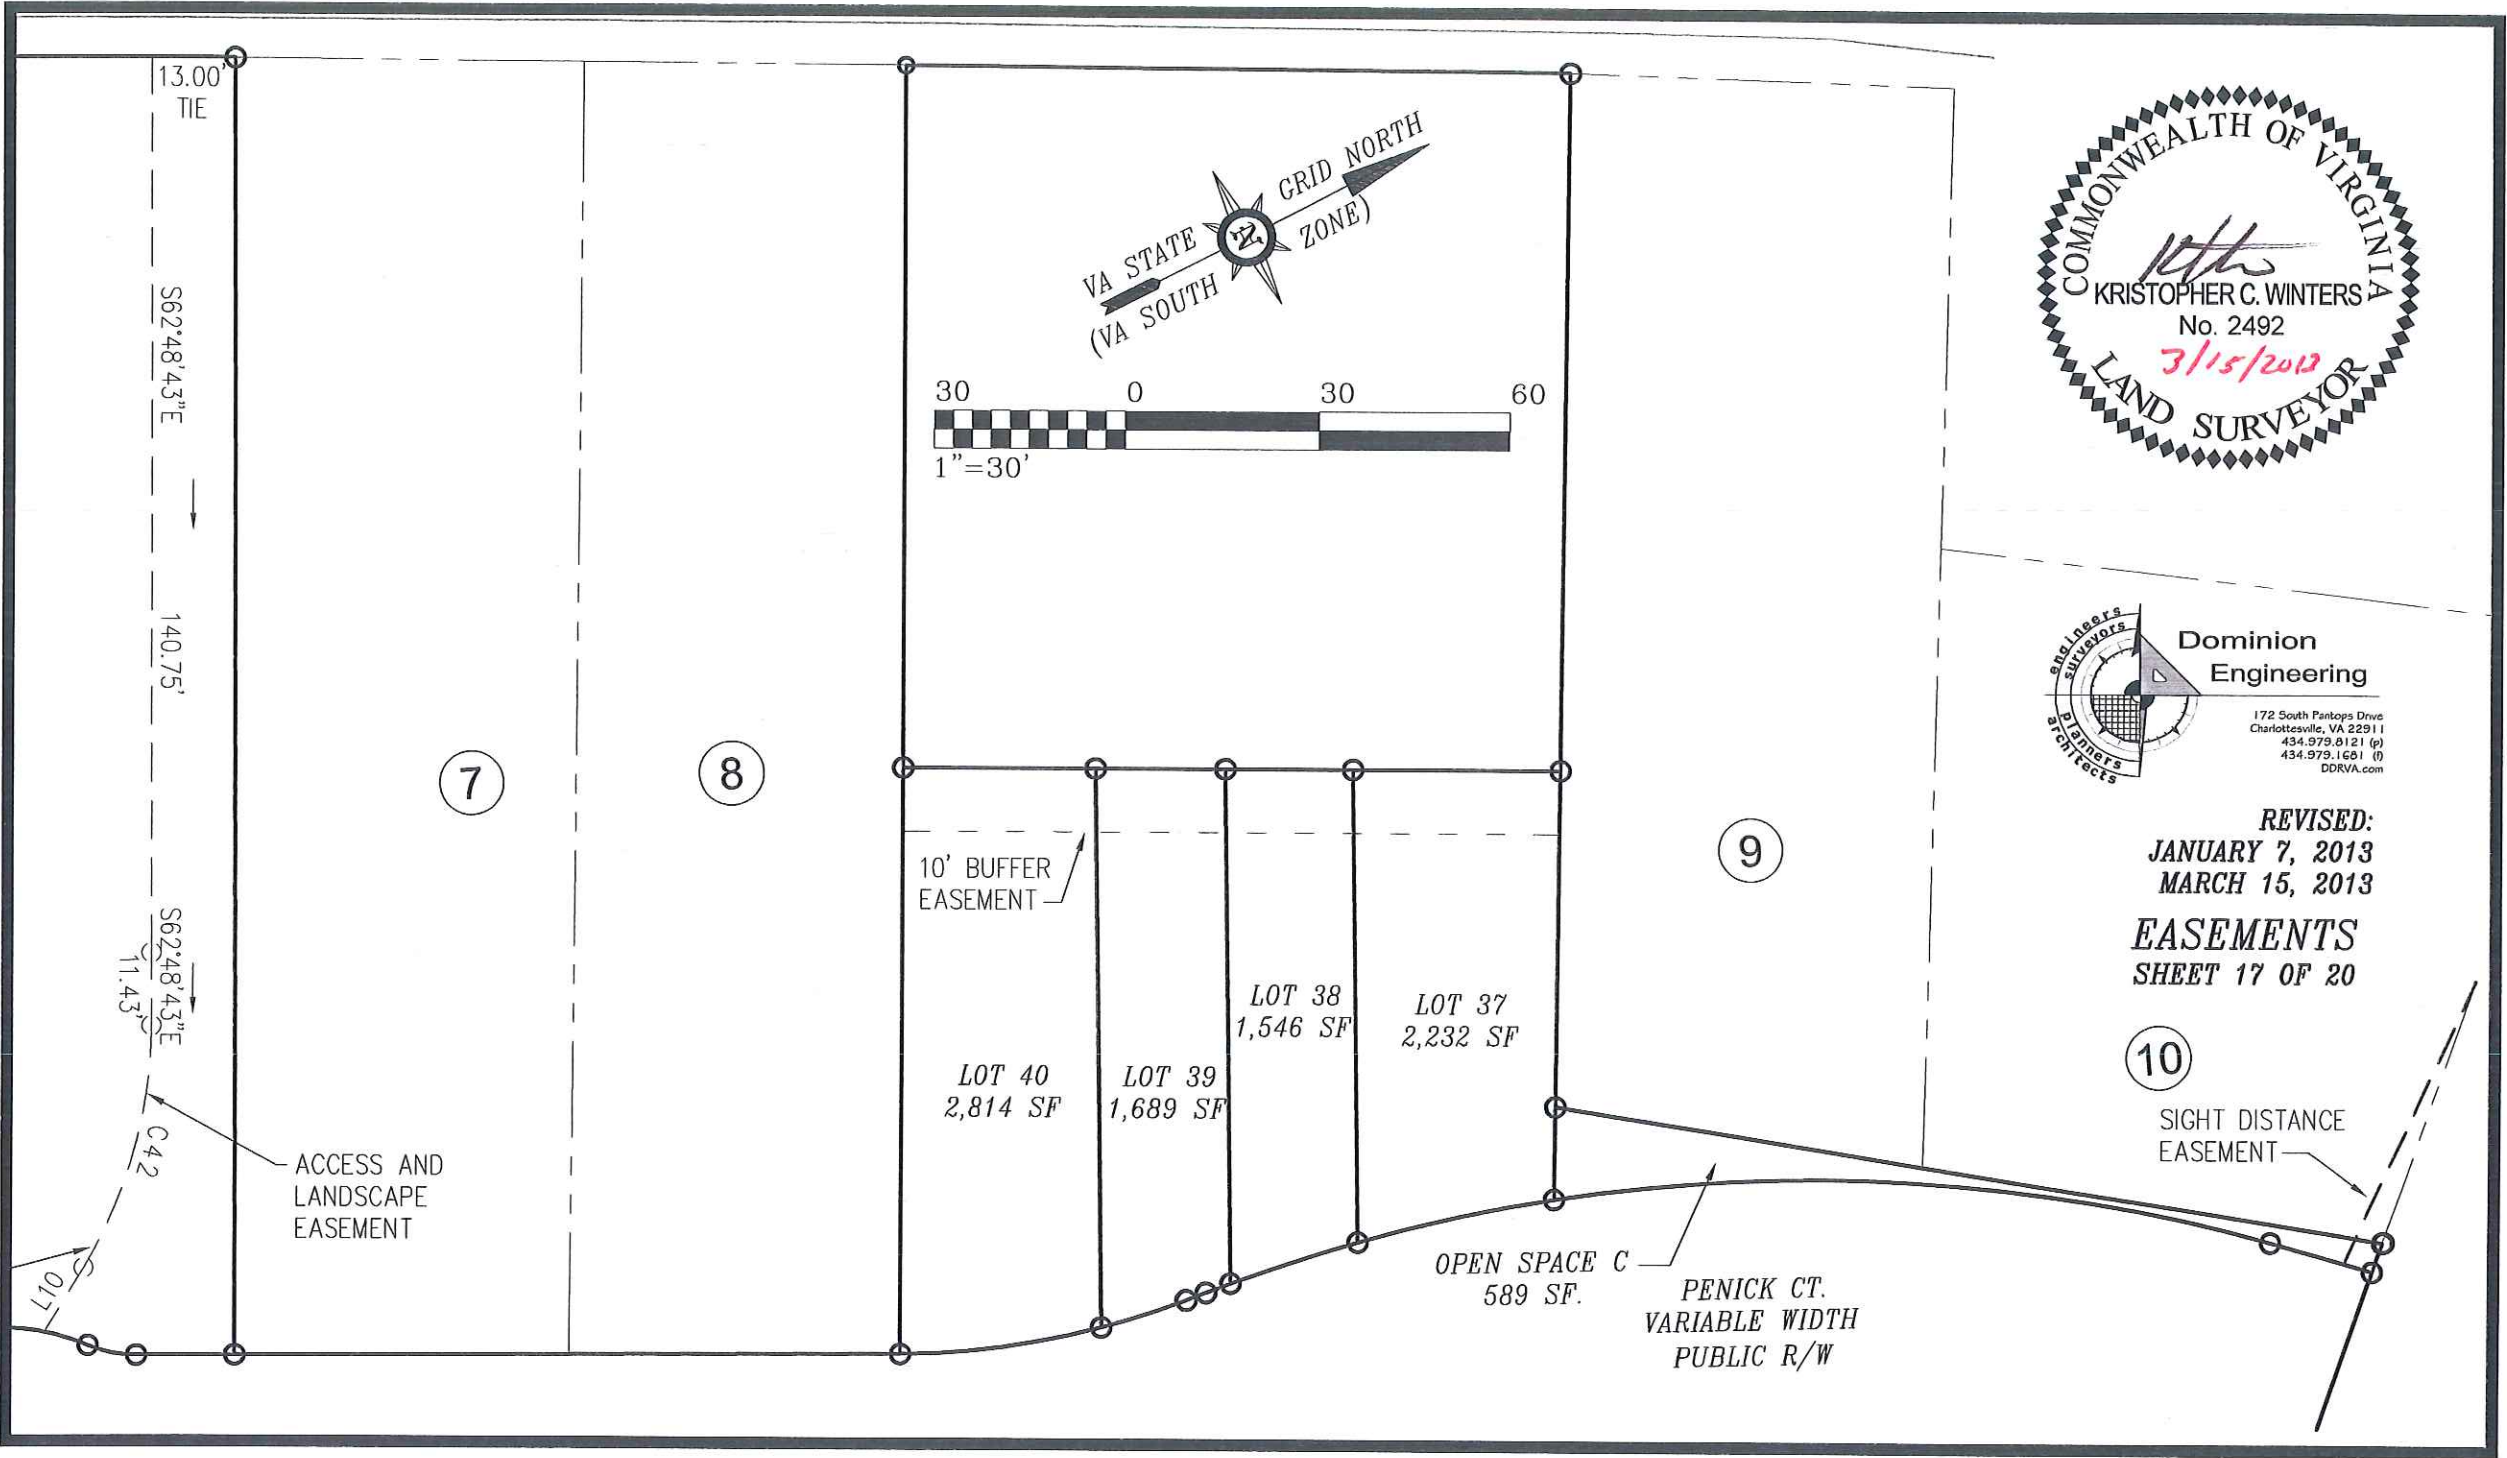 13.00'
TIE
S62°48'43"E
140.75'
S62°48'43"E
11.43'
C42
L10
ACCESS AND
LANDSCAPE
EASEMENT
7
8
VA STATE GRID NORTH
(VA SOUTH ZONE)
30 0 30 60
1"=30'
10' BUFFER
EASEMENT
LOT 40
2,814 SF
LOT 39
1,689 SF
LOT 38
1,546 SF
LOT 37
2,232 SF
9
OPEN SPACE C
589 SF.
PENICK CT.
VARIABLE WIDTH
PUBLIC R/W
COMMONWEALTH OF VIRGINIA
KRISTOPHER C. WINTERS
No. 2492
3/15/2013
LAND SURVEYOR
engineers
surveyors
planners
architects
Dominion
Engineering
172 South Pantops Drive
Charlottesville, VA 22911
434.979.8121 (p)
434.979.1681 (f)
DDRVA.com
REVISED:
JANUARY 7, 2013
MARCH 15, 2013
EASEMENTS
SHEET 17 OF 20
10
SIGHT DISTANCE
EASEMENT